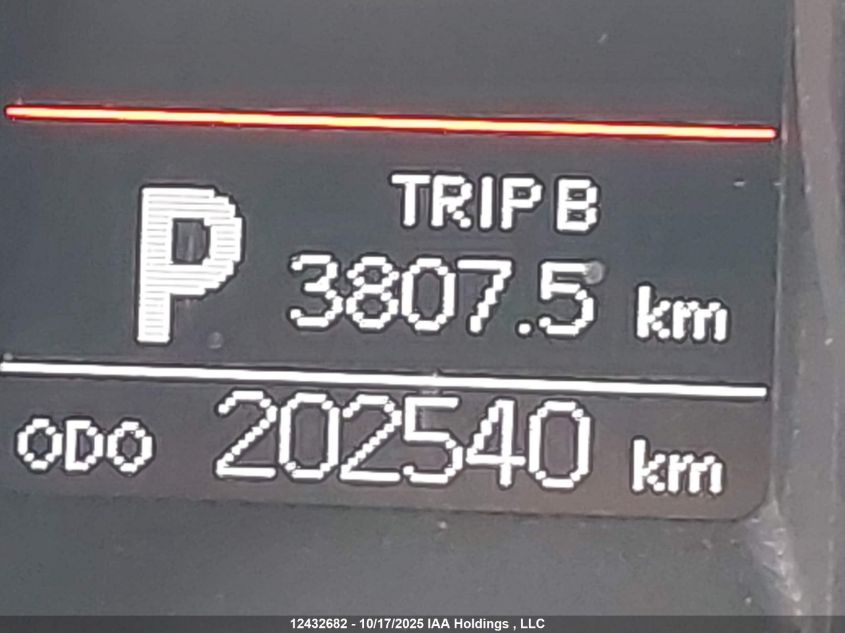 TRIP B
P 3807.5 km
ODO 202540 km
12432682 - 10/17/2025 IAA Holdings , LLC